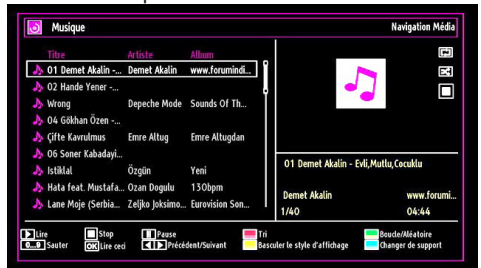 Musique Navigation Média
Titre Artiste Album
01 Demet Akalin -... Demet Akalin www.forumindi...
02 Hande Yener -...
Wrong Depeche Mode Sounds Of Th...
04 Gökhan Özen -...
Çifte Kavrulmus Emre Altug Emre Altugdan
06 Soner Kabadayi...
Istiklal Özgün Yeni
Hata feat. Mustafa... Ozan Dogulu 130bpm
Lane Moje (Serbia... Zeljko Joksimo... Eurovision Son...
01 Demet Akalin - Evli,Mutlu,Cocuklu
Demet Akalin www.forumi...
1/40 04:44
Lire Stop Pause Tri Boucle/Aléatoire
0...9 Sauter OK Lire ceci Précédent/Suivant Basculer le style d'affichage Changer de support